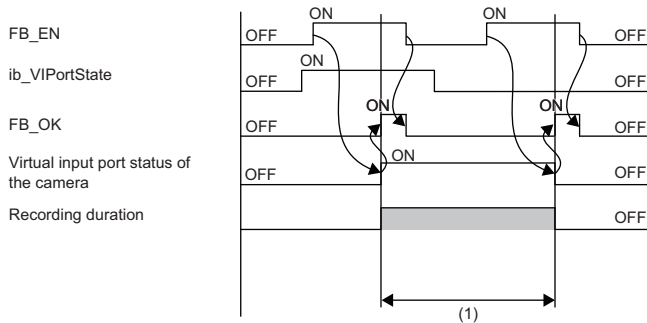 ON
ON
FB_EN
OFF
OFF
ON
ib_VIPortState
OFF
OFF
ON
ON
FB_OK
OFF
OFF
Virtual input port status of
the camera
ON
OFF
OFF
Recording duration
OFF
(1)